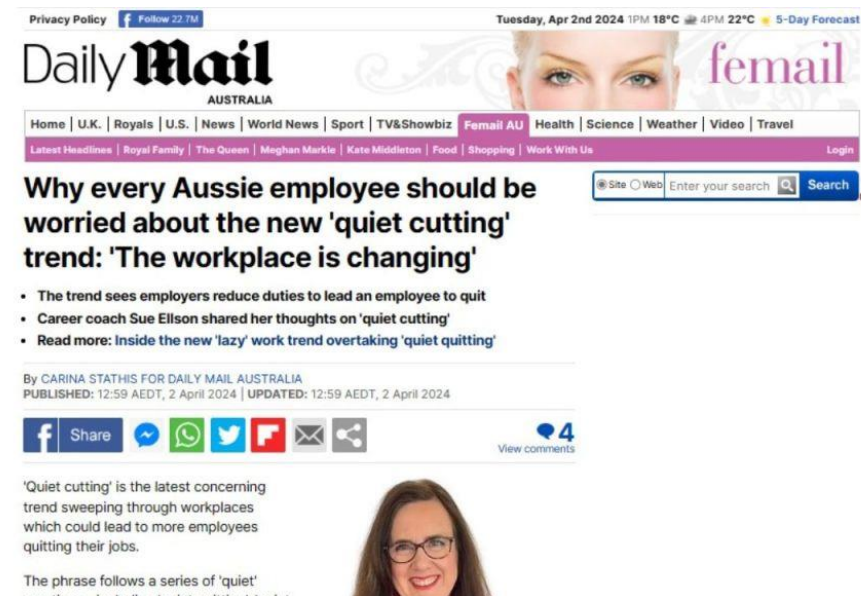 Privacy Policy f Follow 22.7M Tuesday, Apr 2nd 2024 1PM 18°C 4PM 22°C 5-Day Forecast
Daily Mail
AUSTRALIA
femail
Home | U.K. | Royals | U.S. | News | World News | Sport | TV&Showbiz | Femail AU | Health | Science | Weather | Video | Travel
Latest Headlines | Royal Family | The Queen | Meghan Markle | Kate Middleton | Food | Shopping | Work With Us Login
Site Web Enter your search Search
Why every Aussie employee should be
worried about the new 'quiet cutting'
trend: 'The workplace is changing'
• The trend sees employers reduce duties to lead an employee to quit
• Career coach Sue Ellson shared her thoughts on 'quiet cutting'
• Read more: Inside the new 'lazy' work trend overtaking 'quiet quitting'
By CARINA STATHIS FOR DAILY MAIL AUSTRALIA
PUBLISHED: 12:59 AEDT, 2 April 2024 | UPDATED: 12:59 AEDT, 2 April 2024
f Share
4
View comments
'Quiet cutting' is the latest concerning
trend sweeping through workplaces
which could lead to more employees
quitting their jobs.
The phrase follows a series of 'quiet'